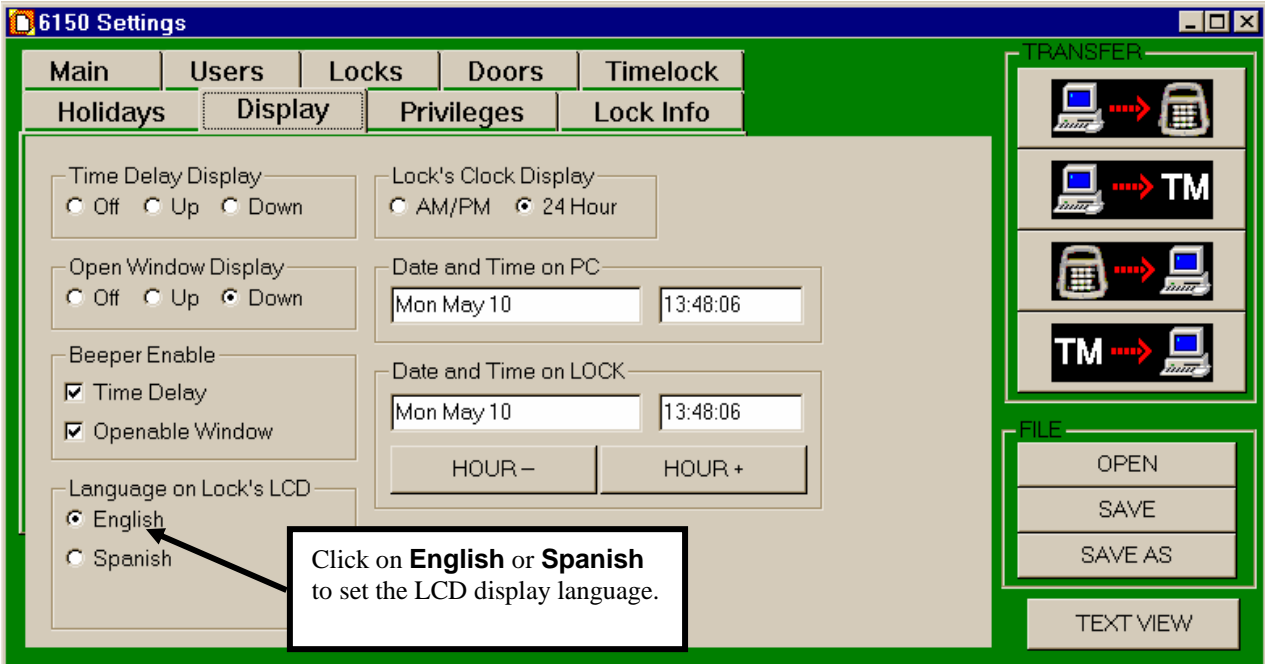 6150 Settings
Main Users Locks Doors Timelock
Holidays Display Privileges Lock Info
Time Delay Display
Off Up Down
Lock's Clock Display
AM/PM 24 Hour
Open Window Display
Off Up Down
Date and Time on PC
Mon May 10 13:48:06
Beeper Enable
Time Delay
Openable Window
Date and Time on LOCK
Mon May 10 13:48:06
HOUR – HOUR +
Language on Lock's LCD
English
Spanish
Click on English or Spanish
to set the LCD display language.
TRANSFER
TM
TM
FILE
OPEN
SAVE
SAVE AS
TEXT VIEW